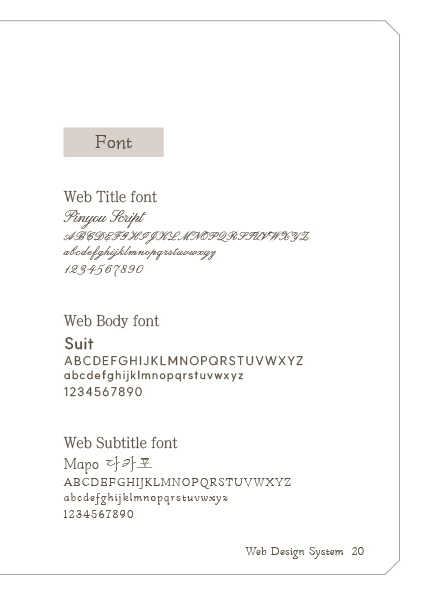 Font
Web Title font
Pinyou Script
ABCDEFGHIJKLMNOPQRSTUVWXYZ
abcdefghijklmnopqrstuvwxyz
1234567890
Web Body font
Suit
ABCDEFGHIJKLMNOPQRSTUVWXYZ
abcdefghijklmnopqrstuvwxyz
1234567890
Web Subtitle font
Mapo 다카포
ABCDEFGHIJKLMNOPQRSTUVWXYZ
abcdefghijklmnopqrstuvwxyz
1234567890
Web Design System 20